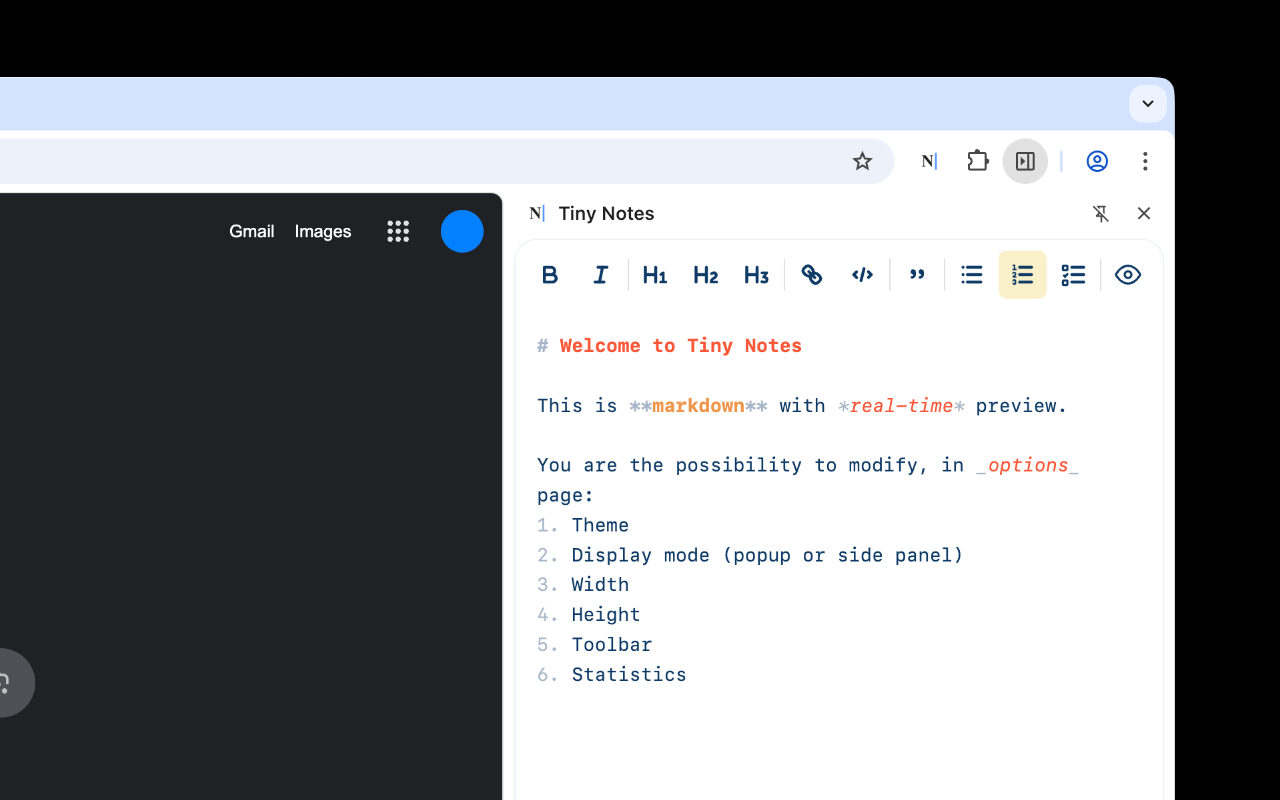 N|
Gmail Images
N| Tiny Notes
B I H1 H2 H3 </> ”
# Welcome to Tiny Notes
This is **markdown** with *real-time* preview.
You are the possibility to modify, in _options_
page:
1. Theme
2. Display mode (popup or side panel)
3. Width
4. Height
5. Toolbar
6. Statistics